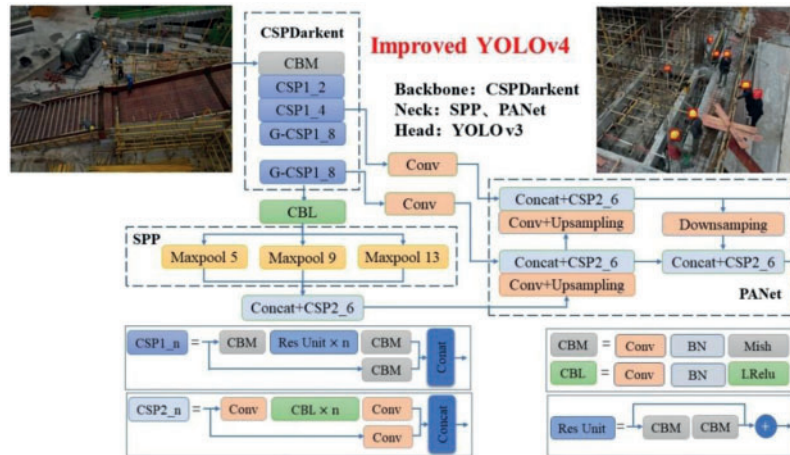 CSPDarkent
Improved YOLOv4
CBM
CSP1_2
CSP1_4
G-CSP1_8
G-CSP1_8
Backbone: CSPDarkent
Neck: SPP、PANet
Head: YOLO v3
Conv
Conv
CBL
SPP
Maxpool 5
Maxpool 9
Maxpool 13
Concat+CSP2_6
Concat+CSP2_6
Conv+Upsampling
Concat+CSP2_6
Conv+Upsampling
Downsamping
Concat+CSP2_6
PANet
CSP1_n
=
CBM
Res Unit × n
CBM
CBM
Conat
CSP2_n
=
Conv
CBL × n
Conv
Conv
Concat
CBM
=
Conv
BN
Mish
CBL
=
Conv
BN
LRelu
Res Unit
=
CBM
CBM
+